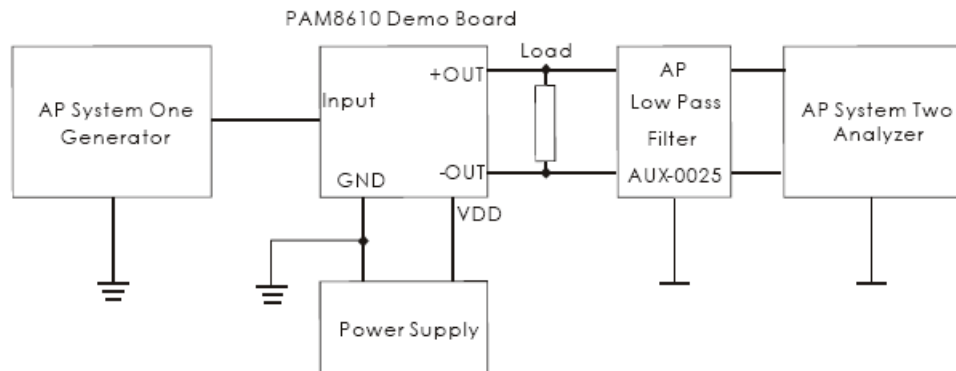 PAM8610 Demo Board
AP System One
Generator
Input
GND
+OUT
-OUT
VDD
Load
AP
Low Pass
Filter
AUX-0025
AP System Two
Analyzer
Power Supply